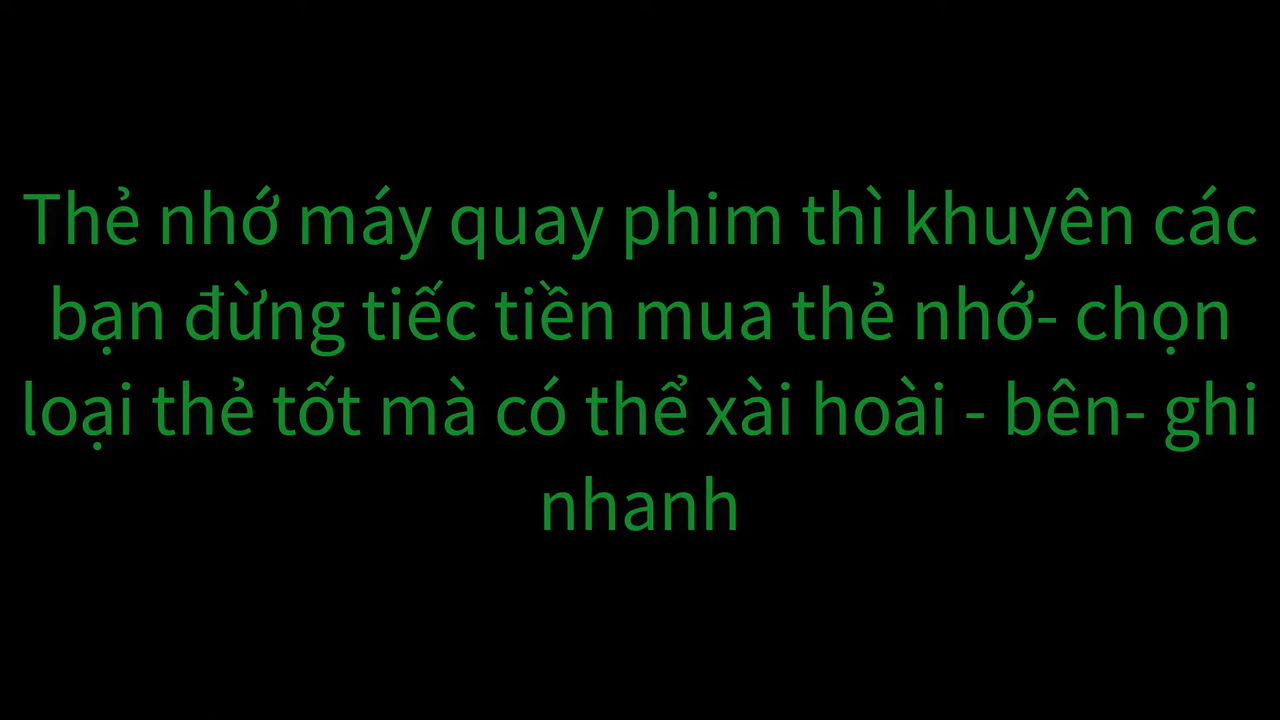 Thẻ nhớ máy quay phim thì khuyên các
bạn đừng tiếc tiền mua thẻ nhớ- chọn
loại thẻ tốt mà có thể xài hoài - bên- ghi
nhanh